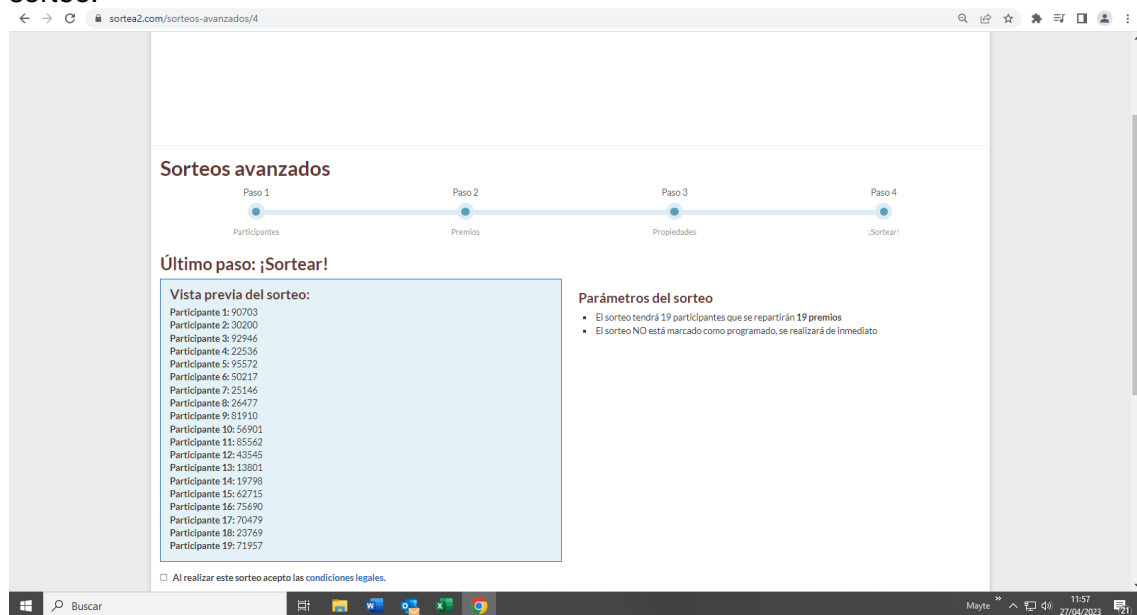 sortea2.com/sorteos-avanzados/4
Sorteos avanzados
Paso 1
Paso 2
Paso 3
Paso 4
Participantes
Premios
Propiedades
¡Sortear!
Último paso: ¡Sortear!
Vista previa del sorteo:
Participante 1: 90703
Participante 2: 30200
Participante 3: 92946
Participante 4: 22536
Participante 5: 95572
Participante 6: 50217
Participante 7: 25146
Participante 8: 26477
Participante 9: 81910
Participante 10: 56901
Participante 11: 85562
Participante 12: 43545
Participante 13: 13801
Participante 14: 19798
Participante 15: 62715
Participante 16: 75690
Participante 17: 70479
Participante 18: 23769
Participante 19: 71957
Parámetros del sorteo
El sorteo tendrá 19 participantes que se repartirán 19 premios
El sorteo NO está marcado como programado, se realizará de inmediato
Al realizar este sorteo acepto las condiciones legales.
Buscar
Mayte
11:57
27/04/2023
21